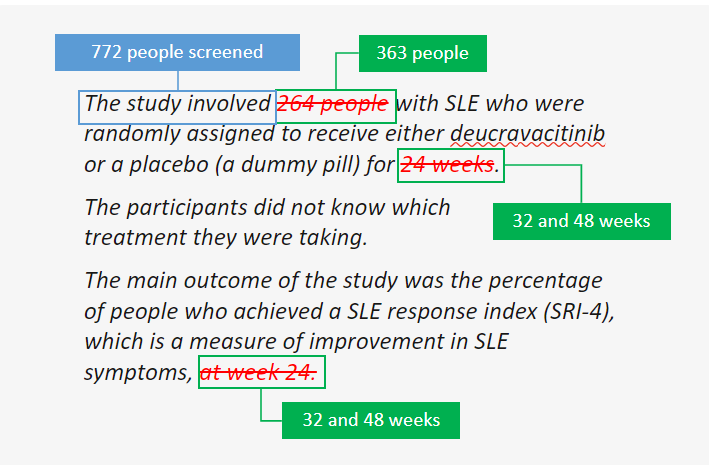 772 people screened
363 people
The study involved 264 people with SLE who were
randomly assigned to receive either deucravacitinib
or a placebo (a dummy pill) for 24 weeks.
The participants did not know which
treatment they were taking.
32 and 48 weeks
The main outcome of the study was the percentage
of people who achieved a SLE response index (SRI-4),
which is a measure of improvement in SLE
symptoms, at week 24.
32 and 48 weeks